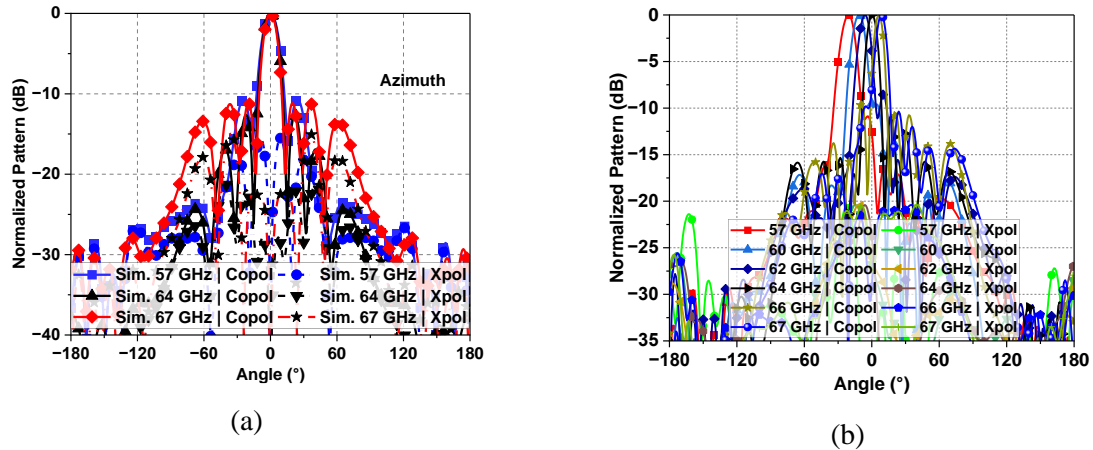 0
−10
−20
−30
−40
Normalized Pattern (dB)
Azimuth
Sim. 57 GHz | Copol
Sim. 57 GHz | Xpol
Sim. 64 GHz | Copol
Sim. 64 GHz | Xpol
Sim. 67 GHz | Copol
Sim. 67 GHz | Xpol
−180 −120 −60 0 60 120 180
Angle (°)
(a)
0
−5
−10
−15
−20
−25
−30
−35
Normalized Pattern (dB)
57 GHz | Copol
57 GHz | Xpol
60 GHz | Copol
60 GHz | Xpol
62 GHz | Copol
62 GHz | Xpol
64 GHz | Copol
64 GHz | Xpol
66 GHz | Copol
66 GHz | Xpol
67 GHz | Copol
67 GHz | Xpol
−180 −120 −60 0 60 120 180
Angle (°)
(b)